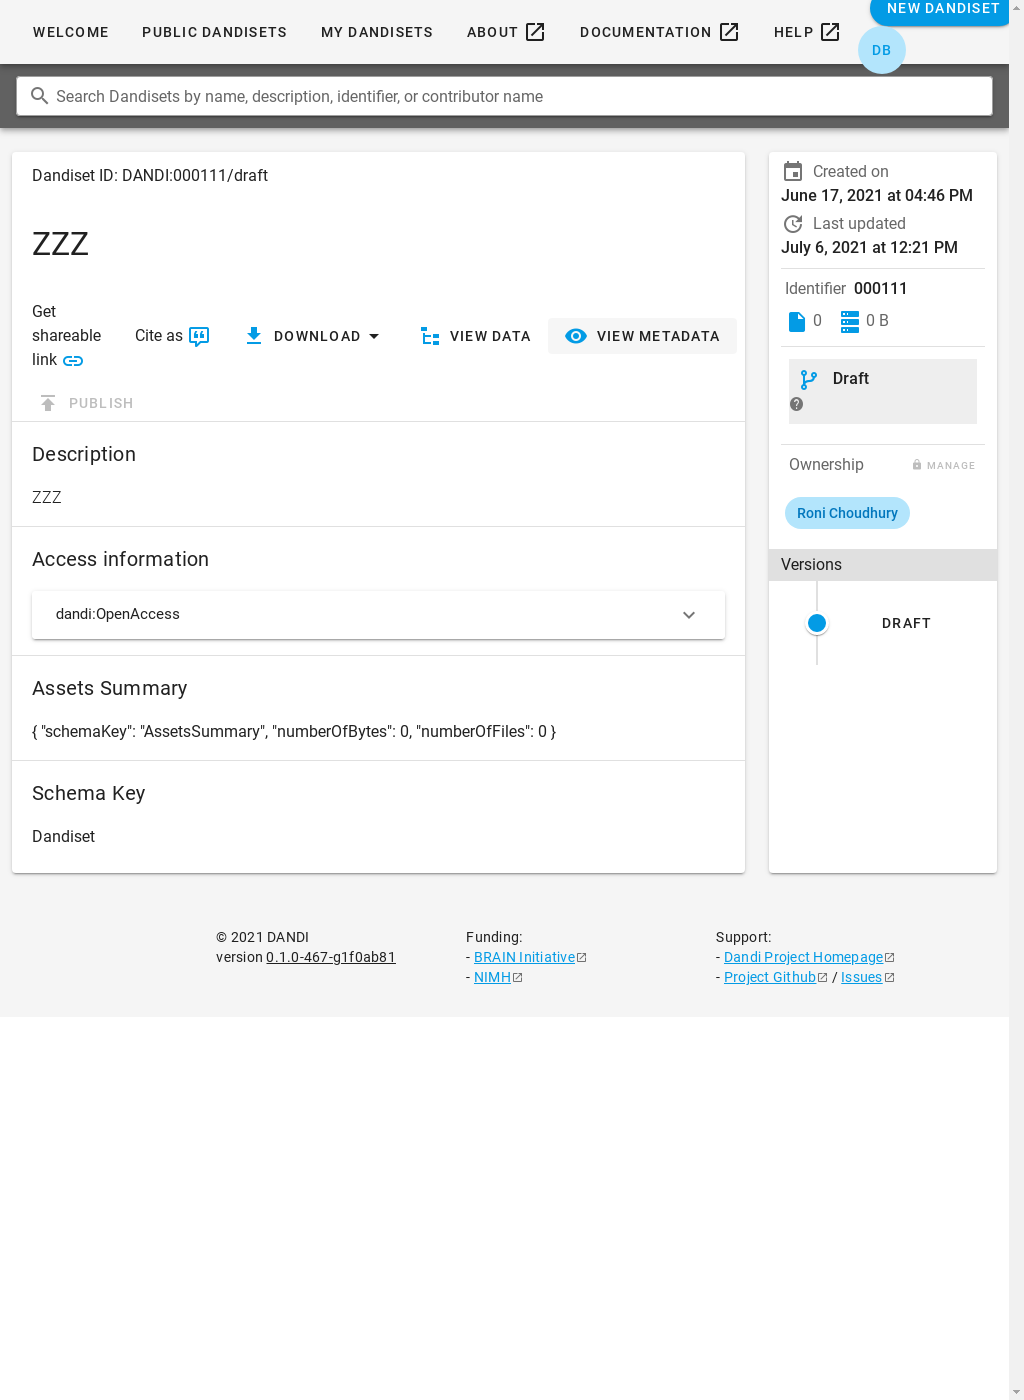 WELCOME PUBLIC DANDISETS MY DANDISETS ABOUT DOCUMENTATION HELP NEW DANDISET
DB
Search Dandisets by name, description, identifier, or contributor name
Dandiset ID: DANDI:000111/draft
ZZZ
Get shareable link
Cite as
DOWNLOAD
VIEW DATA
VIEW METADATA
PUBLISH
Description
ZZZ
Access information
dandi:OpenAccess
Assets Summary
{ "schemaKey": "AssetsSummary", "numberOfBytes": 0, "numberOfFiles": 0 }
Schema Key
Dandiset
Created on
June 17, 2021 at 04:46 PM
Last updated
July 6, 2021 at 12:21 PM
Identifier 000111
0 0 B
Draft
Ownership MANAGE
Roni Choudhury
Versions
DRAFT
© 2021 DANDI
version 0.1.0-467-g1f0ab81
Funding:
- BRAIN Initiative
- NIMH
Support:
- Dandi Project Homepage
- Project Github / Issues